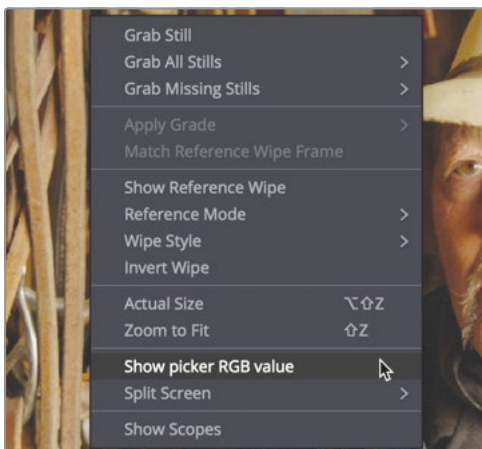 Grab Still
Grab All Stills
Grab Missing Stills
Apply Grade
Match Reference Wipe Frame
Show Reference Wipe
Reference Mode
Wipe Style
Invert Wipe
Actual Size ⌥⇧Z
Zoom to Fit ⇧Z
Show picker RGB value
Split Screen
Show Scopes